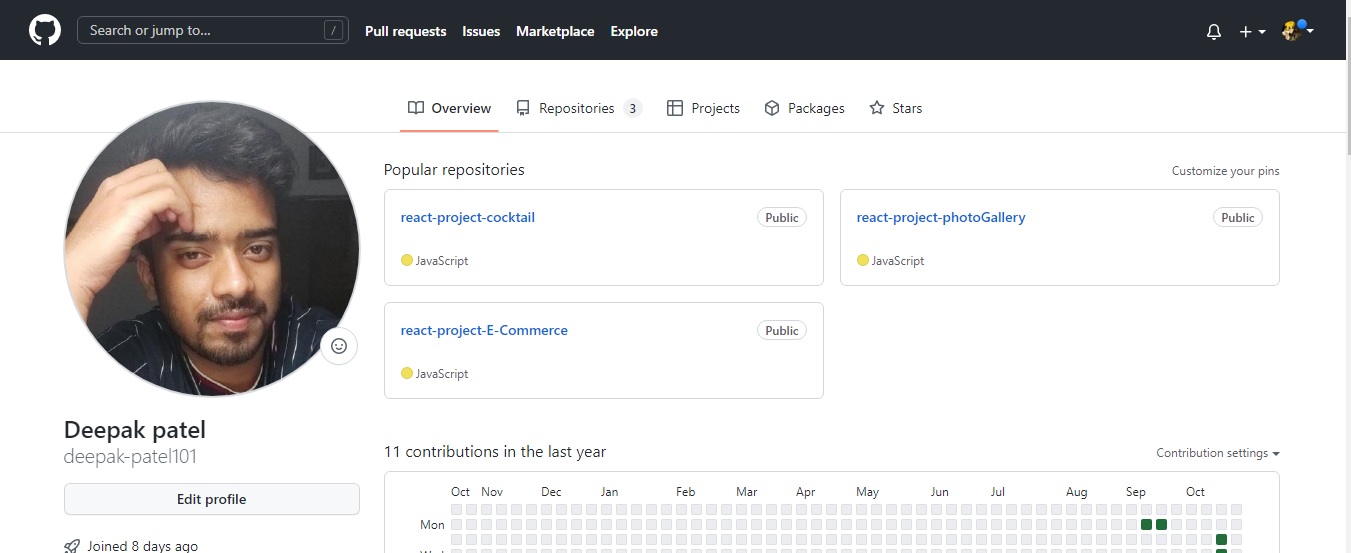 Search or jump to... /
Pull requests Issues Marketplace Explore
Overview Repositories 3 Projects Packages Stars
Popular repositories Customize your pins
react-project-cocktail Public
JavaScript
react-project-photoGallery Public
JavaScript
react-project-E-Commerce Public
JavaScript
Deepak patel
deepak-patel101
Edit profile
Joined 8 days ago
11 contributions in the last year Contribution settings
Oct Nov Dec Jan Feb Mar Apr May Jun Jul Aug Sep Oct
Mon
Wed